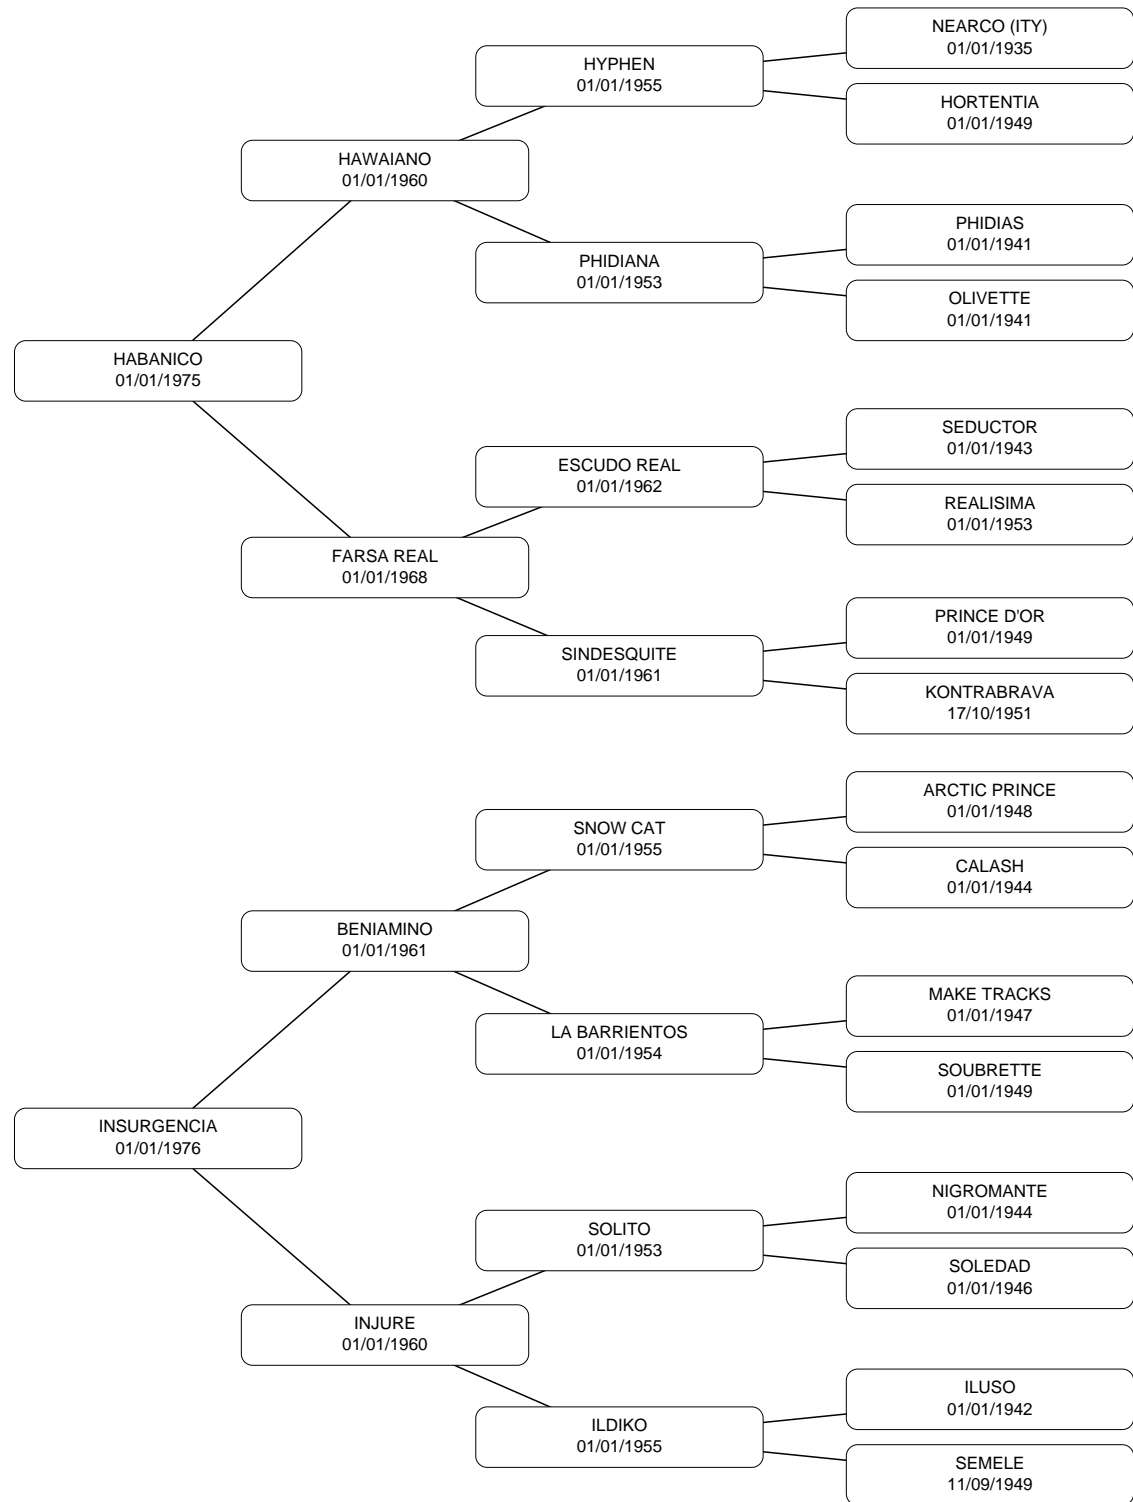 NEARCO (ITY)
01/01/1935
HYPHEN
01/01/1955
HORTENTIA
01/01/1949
HAWAIANO
01/01/1960
PHIDIAS
01/01/1941
PHIDIANA
01/01/1953
OLIVETTE
01/01/1941
HABANICO
01/01/1975
SEDUCTOR
01/01/1943
ESCUDO REAL
01/01/1962
REALISIMA
01/01/1953
FARSA REAL
01/01/1968
PRINCE D'OR
01/01/1949
SINDESQUITE
01/01/1961
KONTRABRAVA
17/10/1951
ARCTIC PRINCE
01/01/1948
SNOW CAT
01/01/1955
CALASH
01/01/1944
BENIAMINO
01/01/1961
MAKE TRACKS
01/01/1947
LA BARRIENTOS
01/01/1954
SOUBRETTE
01/01/1949
INSURGENCIA
01/01/1976
NIGROMANTE
01/01/1944
SOLITO
01/01/1953
SOLEDAD
01/01/1946
INJURE
01/01/1960
ILUSO
01/01/1942
ILDIKO
01/01/1955
SEMELE
11/09/1949